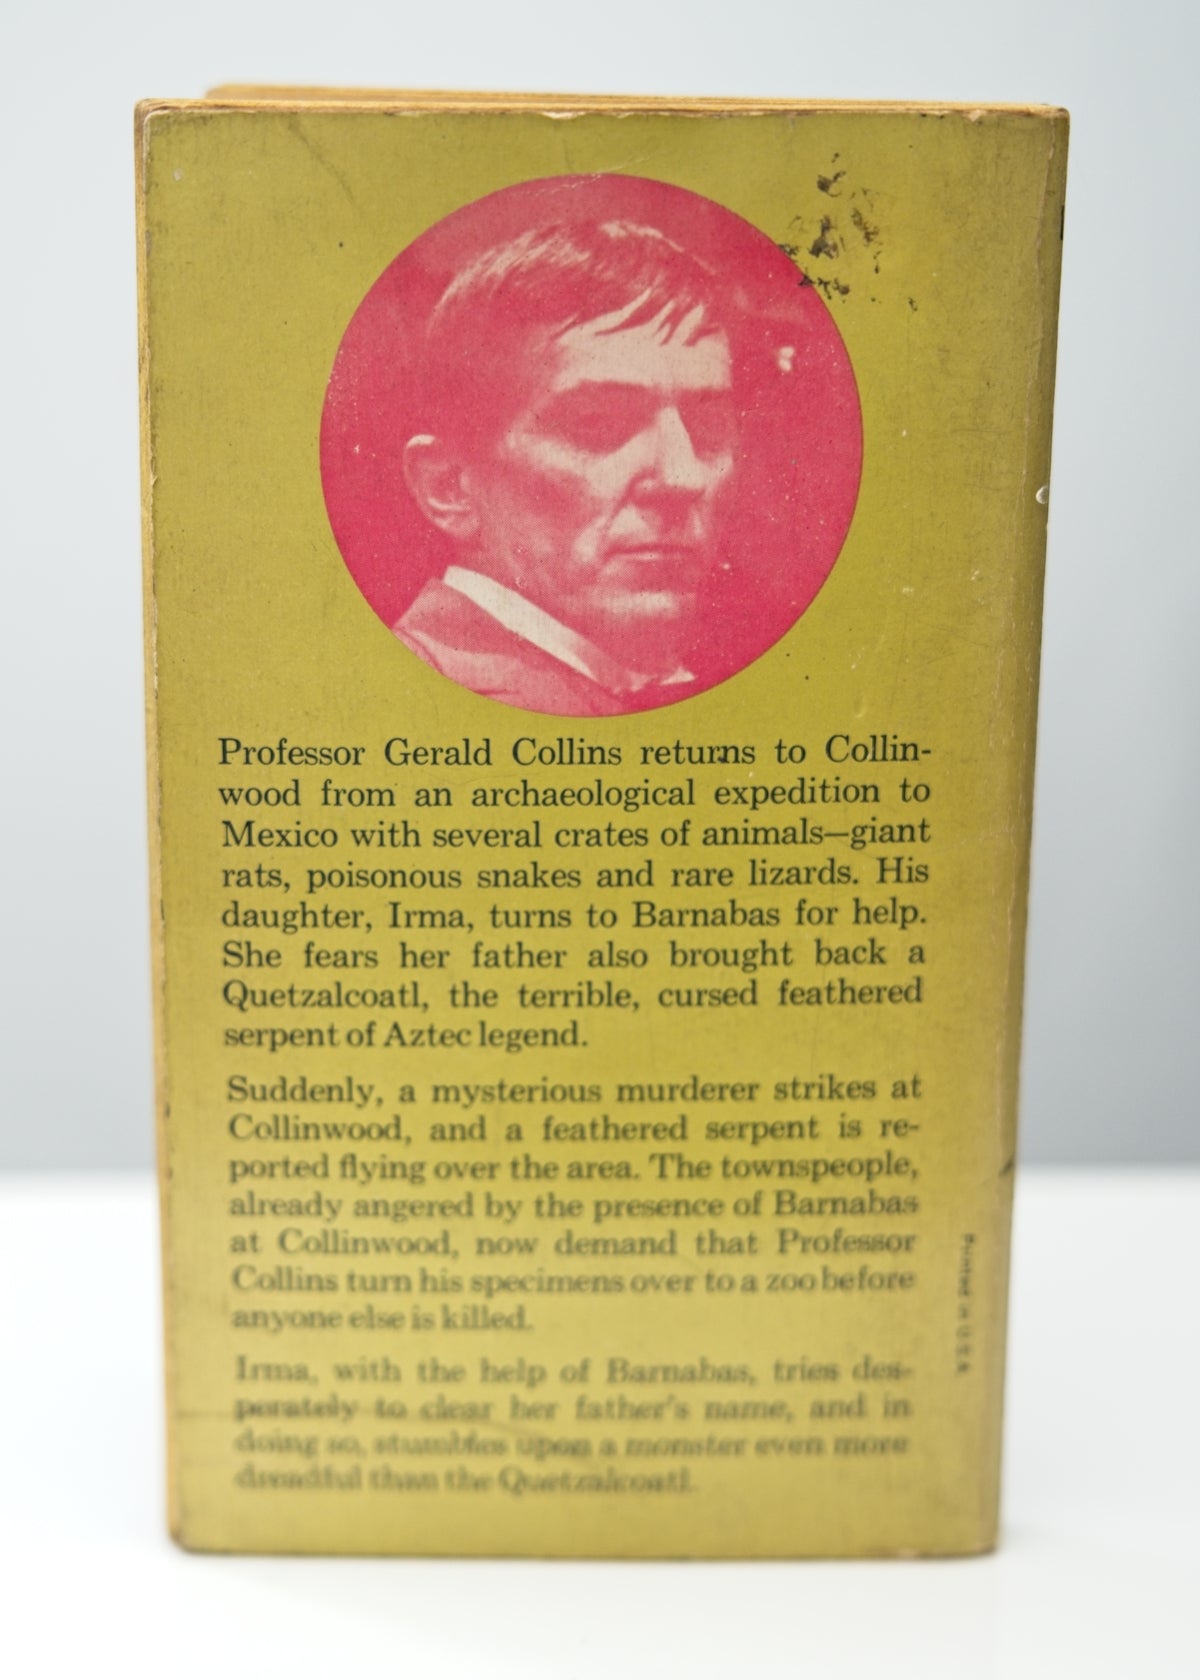 Professor Gerald Collins returns to Collin-
wood from an archaeological expedition to
Mexico with several crates of animals—giant
rats, poisonous snakes and rare lizards. His
daughter, Irma, turns to Barnabas for help.
She fears her father also brought back a
Quetzalcoatl, the terrible, cursed feathered
serpent of Aztec legend.
Suddenly, a mysterious murderer strikes at
Collinwood, and a feathered serpent is re-
ported flying over the area. The townspeople,
already angered by the presence of Barnabas
at Collinwood, now demand that Professor
Collins turn his specimens over to a zoo before
anyone else is killed.
Irma, with the help of Barnabas, tries des-
perately to clear her father's name, and in
doing so, stumbles upon a monster even more
dreadful than the Quetzalcoatl.
Printed in U.S.A.